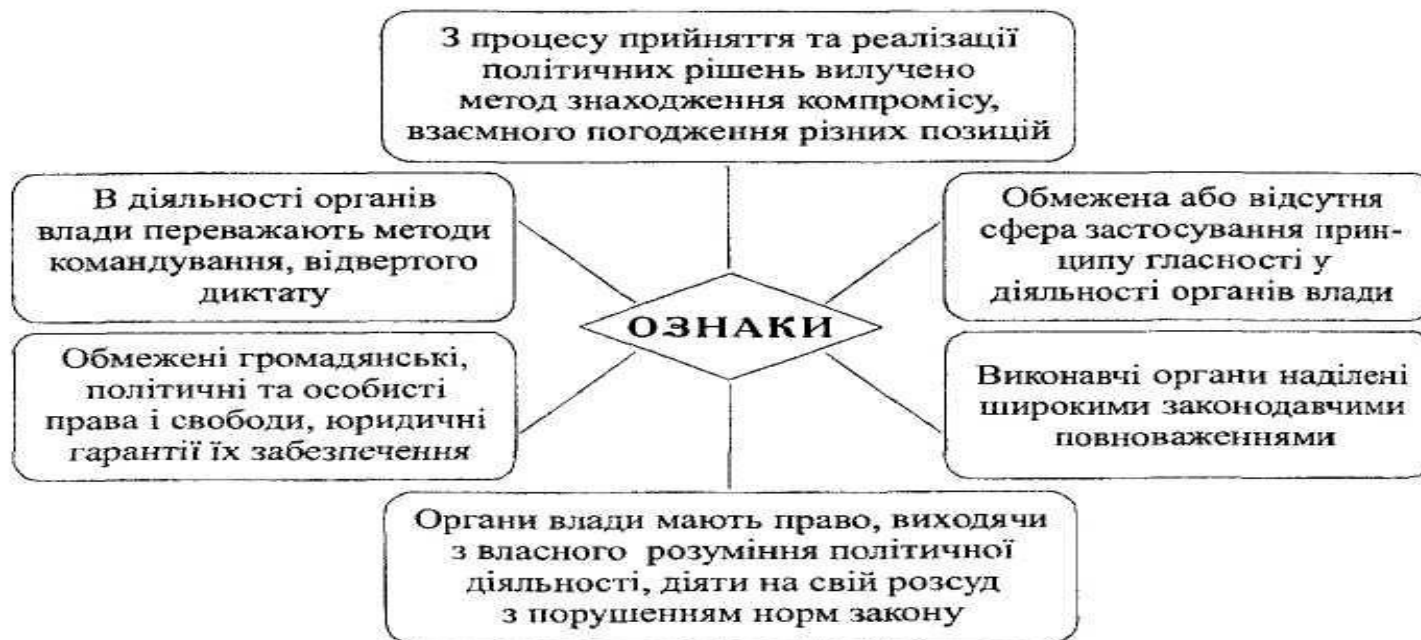 З процесу прийняття та реалізації
політичних рішень вилучено
метод знаходження компромісу,
взаємного погодження різних позицій
В діяльності органів
влади переважають методи
командування, відвертого
диктату
Обмежена або відсутня
сфера застосування прин-
ципу гласності у
діяльності органів влади
ОЗНАКИ
Обмежені громадянські,
політичні та особисті
права і свободи, юридичні
гарантії їх забезпечення
Виконавчі органи наділені
широкими законодавчими
повноваженнями
Органи влади мають право, виходячи
з власного розуміння політичної
діяльності, діяти на свій розсуд
з порушенням норм закону